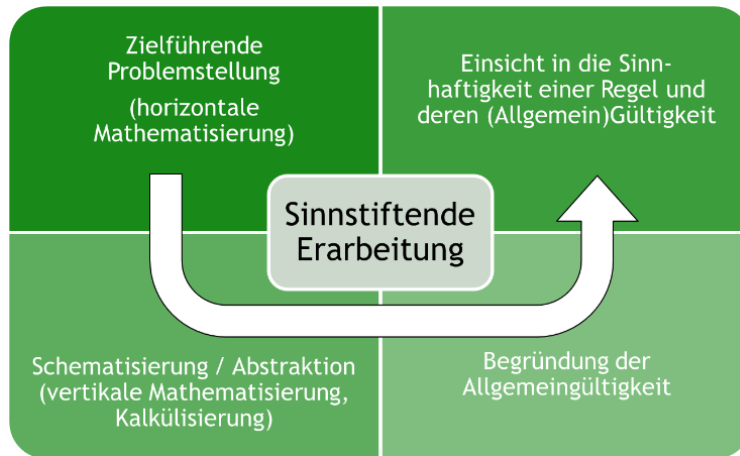 Zielführende
Problemstellung
(horizontale
Mathematisierung)
Einsicht in die Sinn-
haftigkeit einer Regel und
deren (Allgemein)Gültigkeit
Sinnstiftende
Erarbeitung
Schematisierung / Abstraktion
(vertikale Mathematisierung,
Kalkülisierung)
Begründung der
Allgemeingültigkeit